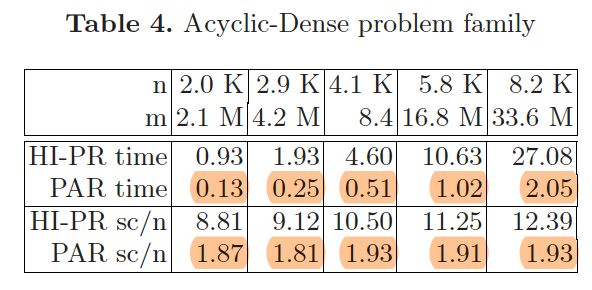 Table 4. Acyclic-Dense problem family
n 2.0 K 2.9 K 4.1 K 5.8 K 8.2 K
m 2.1 M 4.2 M 8.4 16.8 M 33.6 M
HI-PR time 0.93 1.93 4.60 10.63 27.08
PAR time 0.13 0.25 0.51 1.02 2.05
HI-PR sc/n 8.81 9.12 10.50 11.25 12.39
PAR sc/n 1.87 1.81 1.93 1.91 1.93